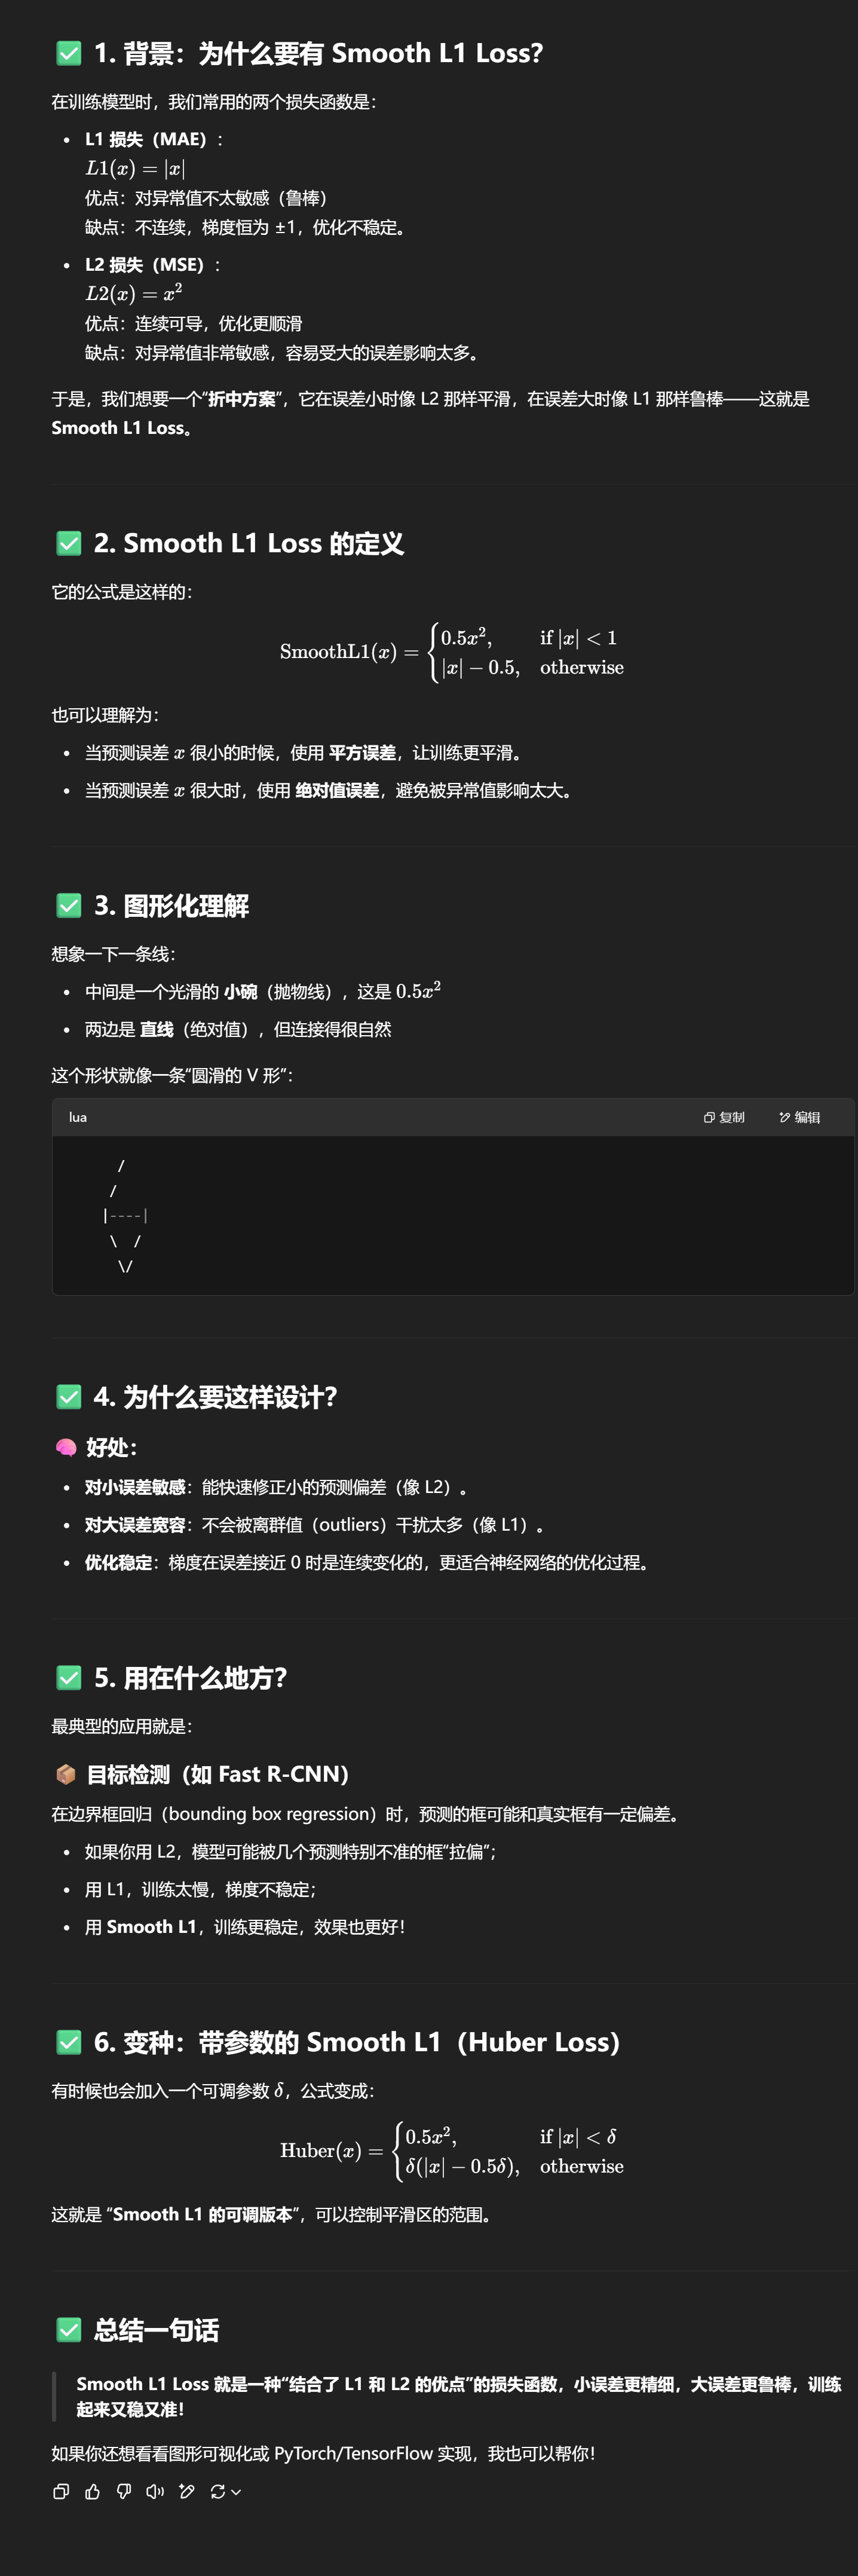 ✅ 1. 背景：为什么要有 Smooth L1 Loss？
在训练模型时，我们常用的两个损失函数是：
• L1 损失（MAE）:
L1(x) = |x|
优点：对异常值不太敏感（鲁棒）
缺点：不连续，梯度恒为 ±1，优化不稳定。
• L2 损失（MSE）:
L2(x) = x²
优点：连续可导，优化更顺滑
缺点：对异常值非常敏感，容易受大的误差影响太多。
于是，我们想要一个“折中方案”，它在误差小时像 L2 那样平滑，在误差大时像 L1 那样鲁棒——这就是
Smooth L1 Loss。
✅ 2. Smooth L1 Loss 的定义
它的公式是这样的：
SmoothL1(x) = { 0.5x², if |x| < 1
|x| − 0.5, otherwise
也可以理解为：
• 当预测误差 x 很小的时候，使用 平方误差，让训练更平滑。
• 当预测误差 x 很大时，使用 绝对值误差，避免被异常值影响太大。
✅ 3. 图形化理解
想象一下一条线：
• 中间是一个光滑的 小碗（抛物线），这是 0.5x²
• 两边是 直线（绝对值），但连接得很自然
这个形状就像一条“圆滑的 V 形”：
lua 复制 编辑
/
/
|----|
\  /
\/
✅ 4. 为什么要这样设计？
🧠 好处：
• 对小误差敏感：能快速修正小的预测偏差（像 L2）。
• 对大误差宽容：不会被离群值（outliers）干扰太多（像 L1）。
• 优化稳定：梯度在误差接近 0 时是连续变化的，更适合神经网络的优化过程。
✅ 5. 用在什么地方？
最典型的应用就是：
📦 目标检测（如 Fast R-CNN）
在边界框回归（bounding box regression）时，预测的框可能和真实框有一定偏差。
• 如果你用 L2，模型可能被几个预测特别不准的框“拉偏”；
• 用 L1，训练太慢，梯度不稳定；
• 用 Smooth L1，训练更稳定，效果也更好！
✅ 6. 变种：带参数的 Smooth L1（Huber Loss）
有时候也会加入一个可调参数 δ，公式变成：
Huber(x) = { 0.5x², if |x| < δ
δ(|x| − 0.5δ), otherwise
这就是 “Smooth L1 的可调版本”，可以控制平滑区的范围。
✅ 总结一句话
Smooth L1 Loss 就是一种“结合了 L1 和 L2 的优点”的损失函数，小误差更精细，大误差更鲁棒，训练
起来又稳又准！
如果你还想看看图形可视化或 PyTorch/TensorFlow 实现，我也可以帮你！